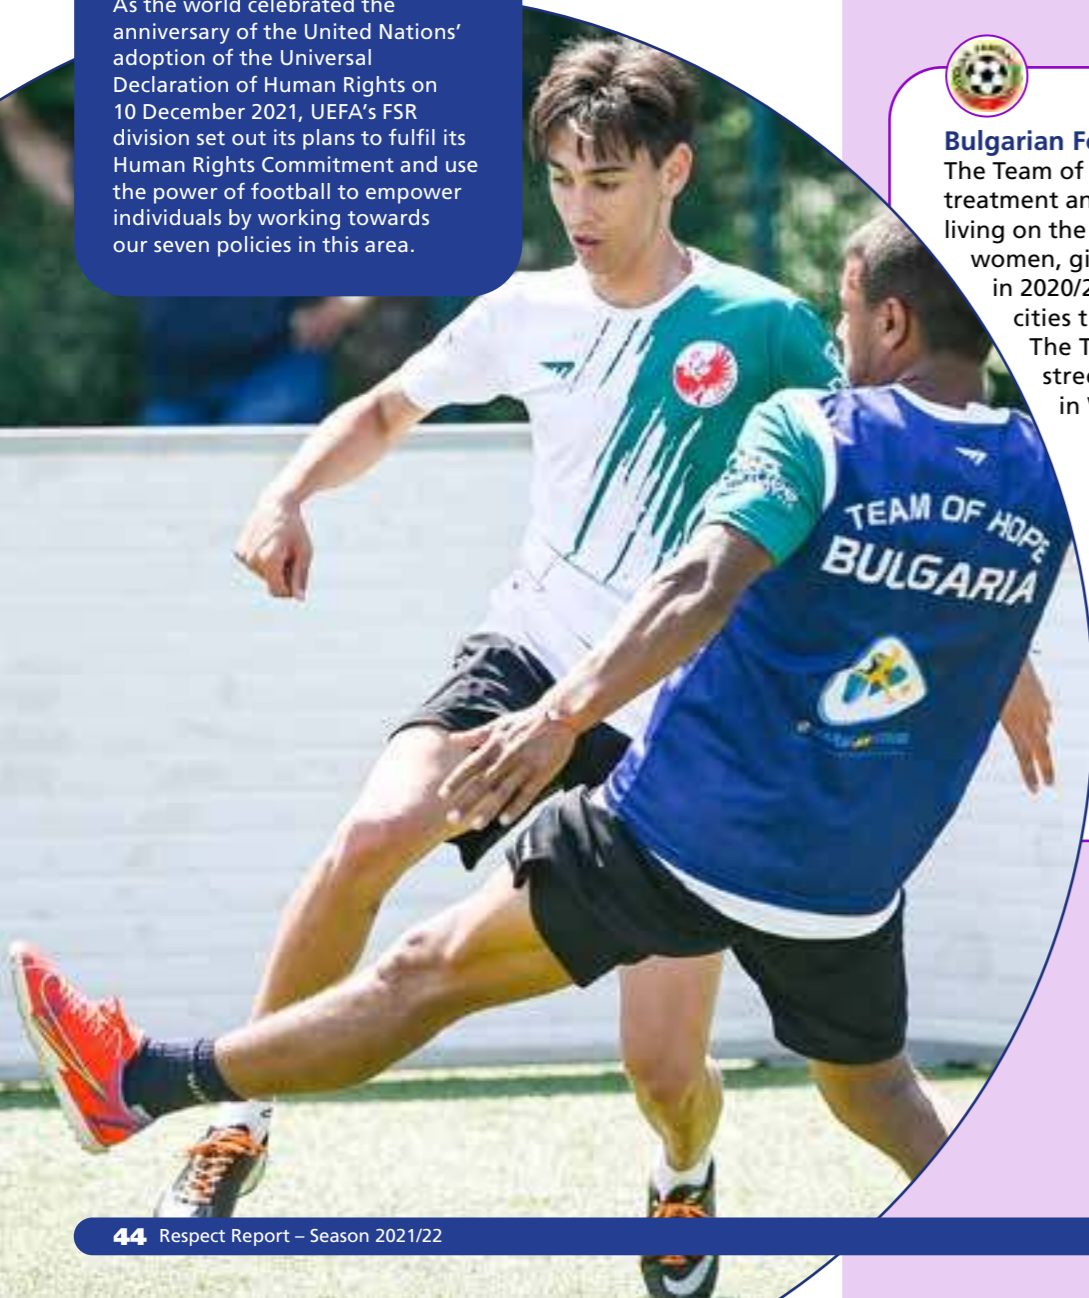 As the world celebrated the
anniversary of the United Nations’
adoption of the Universal
Declaration of Human Rights on
10 December 2021, UEFA’s FSR
division set out its plans to fulfil its
Human Rights Commitment and use
the power of football to empower
individuals by working towards
our seven policies in this area.
Bulgarian
The Team of
treatment
living on the
women,
in
cities
The
in
TEAM OF HOPE
BULGARIA
44 Respect Report – Season 2021/22